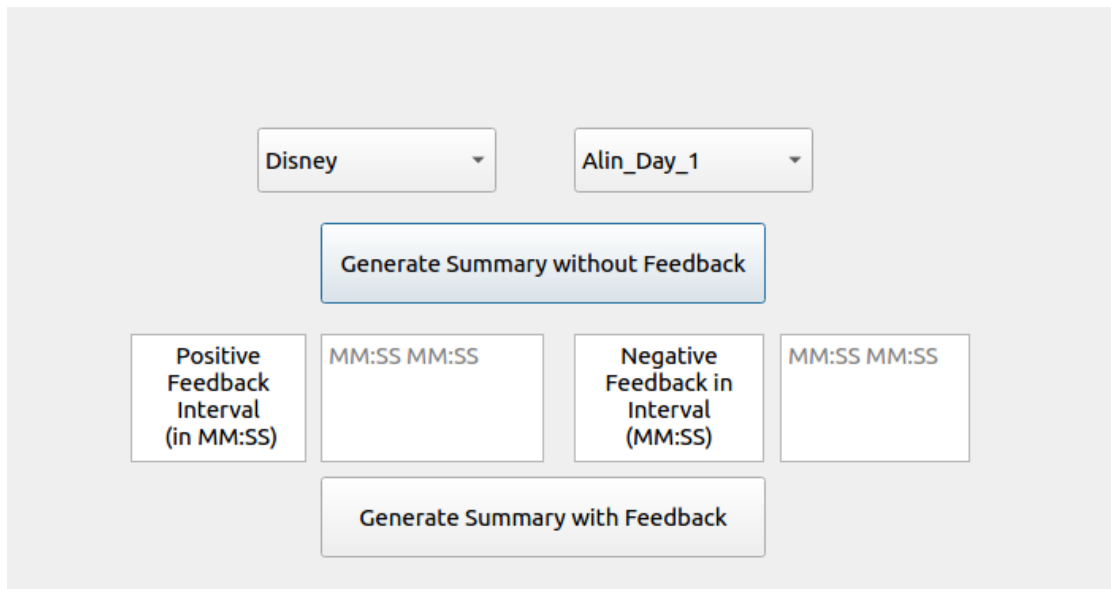 Disney
Alin_Day_1
Generate Summary without Feedback
Positive
Feedback
Interval
(in MM:SS)
MM:SS MM:SS
Negative
Feedback in
Interval
(MM:SS)
MM:SS MM:SS
Generate Summary with Feedback